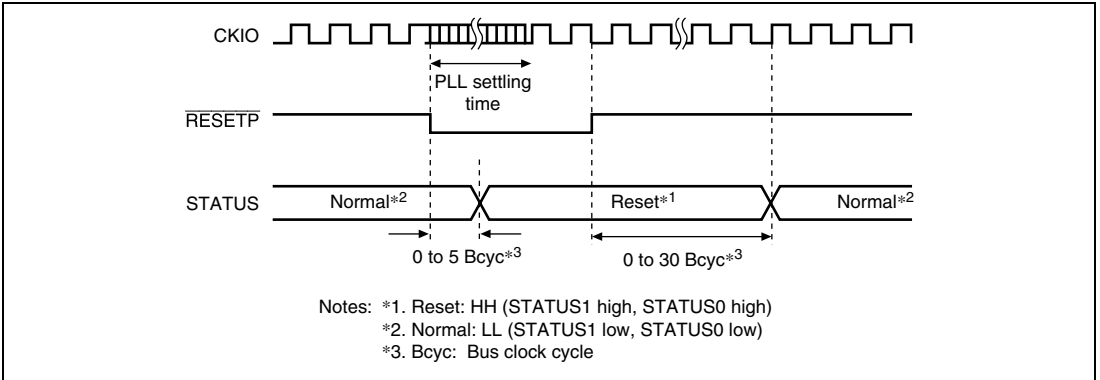 CKIO
PLL settling
time
RESETP
STATUS
Normal*2
Reset*1
Normal*2
0 to 5 Bcyc*3
0 to 30 Bcyc*3
Notes: *1. Reset: HH (STATUS1 high, STATUS0 high)
*2. Normal: LL (STATUS1 low, STATUS0 low)
*3. Bcyc: Bus clock cycle